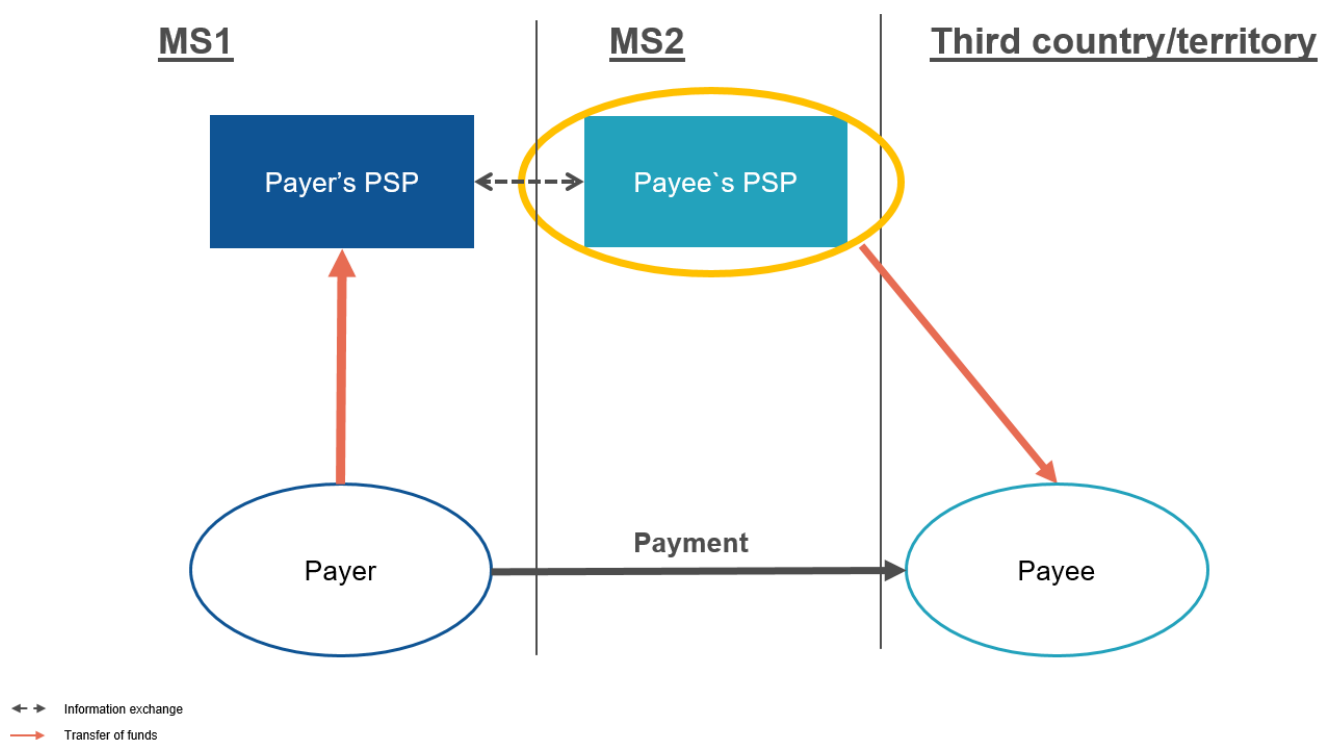 MS1
MS2
Third country/territory
Payer’s PSP
Payee`s PSP
Payment
Payer
Payee
Information exchange
Transfer of funds